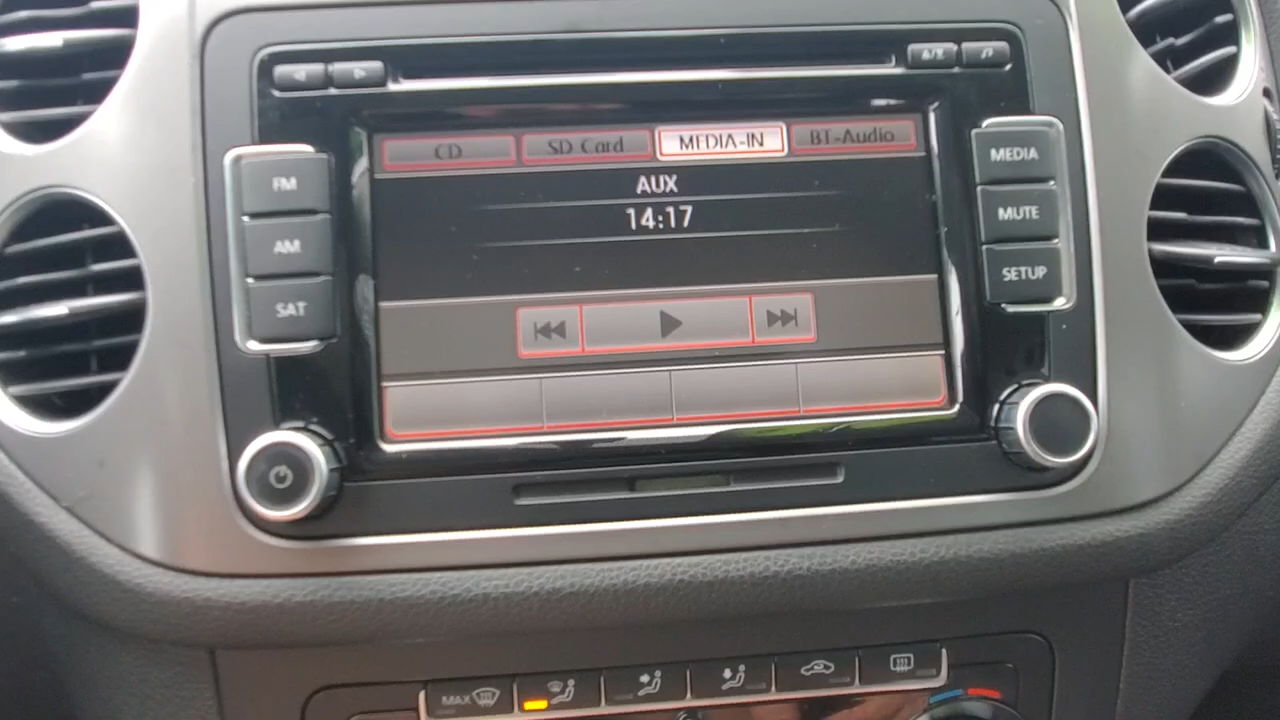 A/Z
CD
SD Card
MEDIA-IN
BT-Audio
FM
AM
SAT
AUX
14:17
MEDIA
MUTE
SETUP
MAX